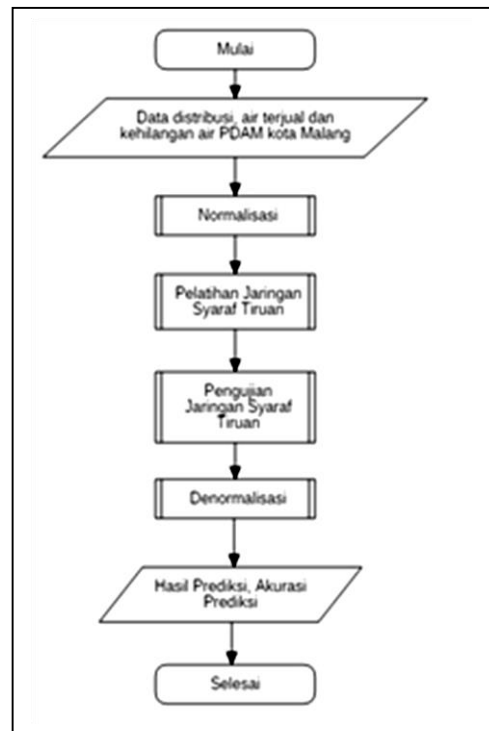 Mulai
Data distribusi, air terjual dan
kehilangan air PDAM kota Malang
Normalisasi
Pelatihan Jaringan
Syaraf Tiruan
Pengujian
Jaringan Syaraf
Tiruan
Denormalisasi
Hasil Prediksi, Akurasi
Prediksi
Selesai